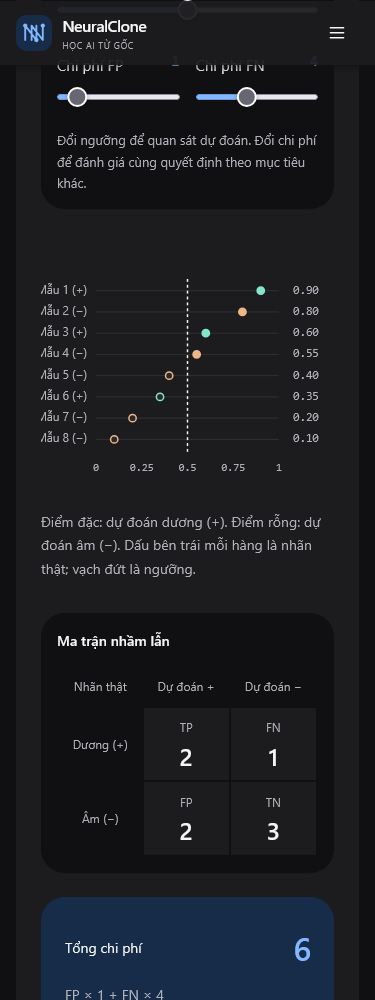 NeuralClone
HỌC AI TỪ GỐC
Chi phí FP 1 Chi phí FN 4
Đổi ngưỡng để quan sát dự đoán. Đổi chi phí
để đánh giá cùng quyết định theo mục tiêu
khác.
Mẫu 1 (+) 0.90
Mẫu 2 (−) 0.80
Mẫu 3 (+) 0.60
Mẫu 4 (−) 0.55
Mẫu 5 (−) 0.40
Mẫu 6 (+) 0.35
Mẫu 7 (−) 0.20
Mẫu 8 (−) 0.10
0 0.25 0.5 0.75 1
Điểm đặc: dự đoán dương (+). Điểm rỗng: dự
đoán âm (−). Dấu bên trái mỗi hàng là nhãn
thật; vạch đứt là ngưỡng.
Ma trận nhầm lẫn
Nhãn thật Dự đoán + Dự đoán −
TP FN
Dương (+) 2 1
FP TN
Âm (−) 2 3
Tổng chi phí 6
FP × 1 + FN × 4